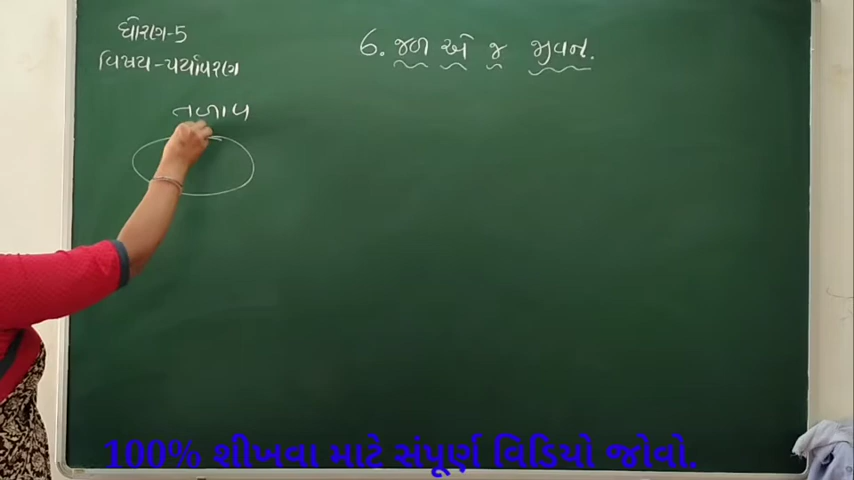 ધોરણ-5
વિષય-પર્યાવરણ
6. જળ એ જ જીવન.
તળાવ
100% શીખવા માટે સંપૂર્ણ વિડિયો જોવો.